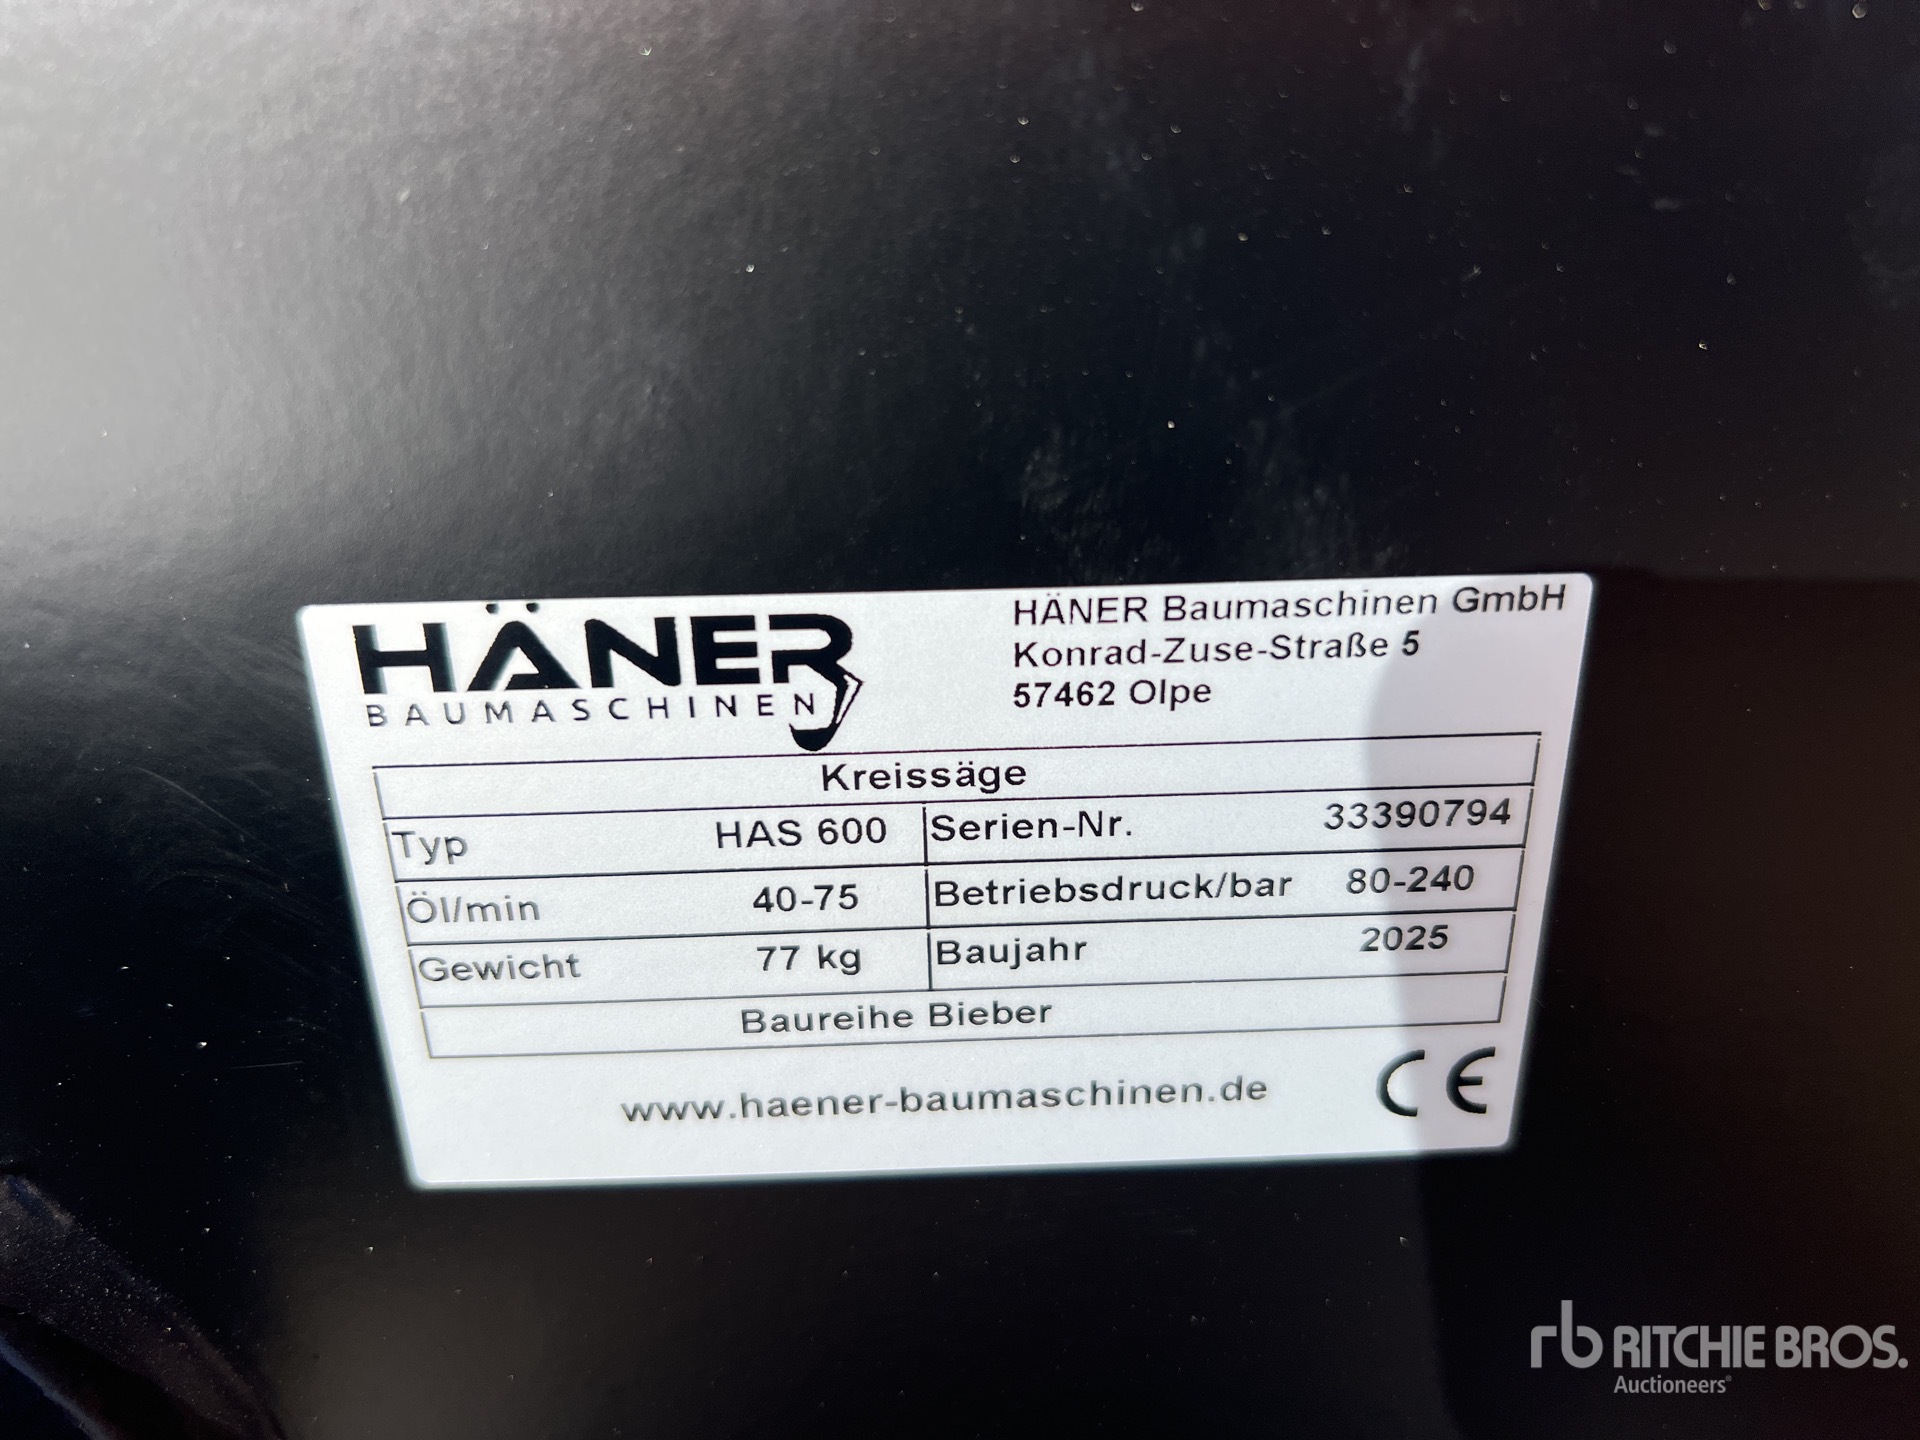 HÄNER
BAUMASCHINEN
HÄNER Baumaschinen GmbH
Konrad-Zuse-Straße 5
57462 Olpe
Kreissäge
Typ HAS 600 Serien-Nr. 33390794
Öl/min 40-75 Betriebsdruck/bar 80-240
Gewicht 77 kg Baujahr 2025
Baureihe Bieber
www.haener-baumaschinen.de CE
rb RITCHIE BROS.
Auctioneers®